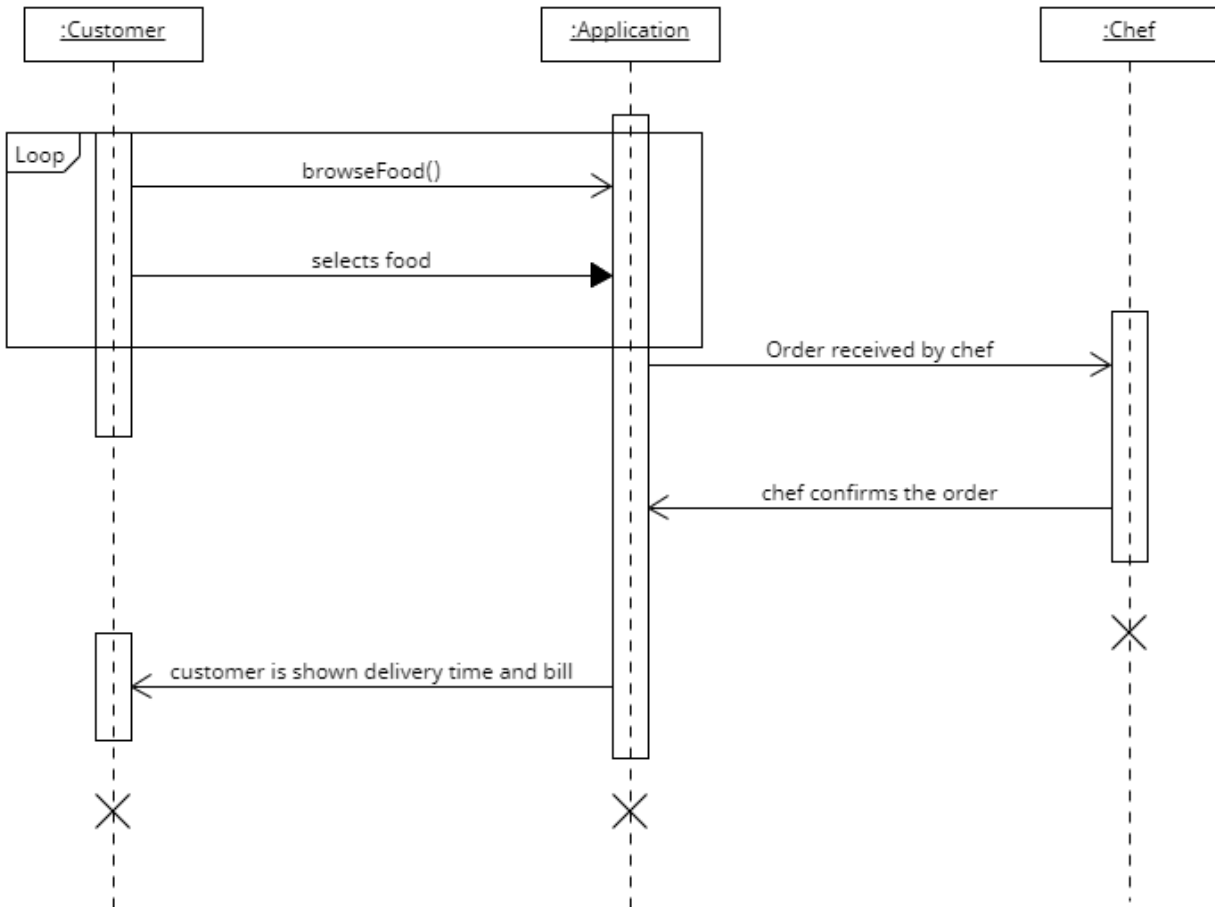 :Customer
:Application
:Chef
Loop
browseFood()
selects food
Order received by chef
chef confirms the order
customer is shown delivery time and bill